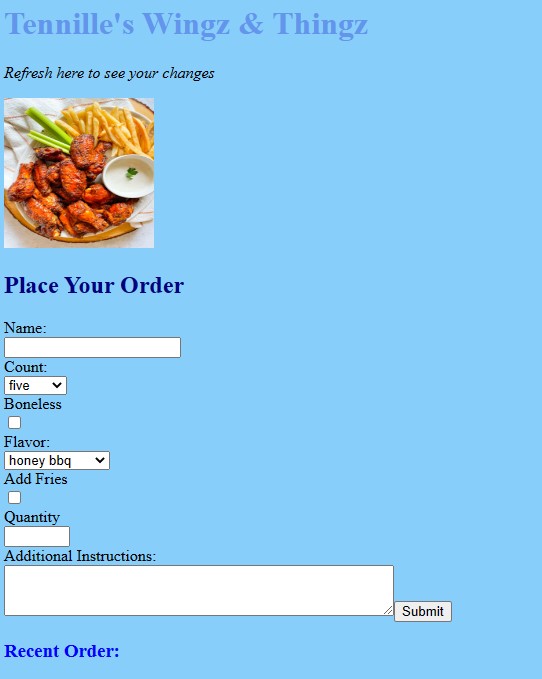 Tennille's Wingz & Thingz
Refresh here to see your changes
Place Your Order
Name:
Count:
five
Boneless
Flavor:
honey bbq
Add Fries
Quantity
Additional Instructions:
Submit
Recent Order: